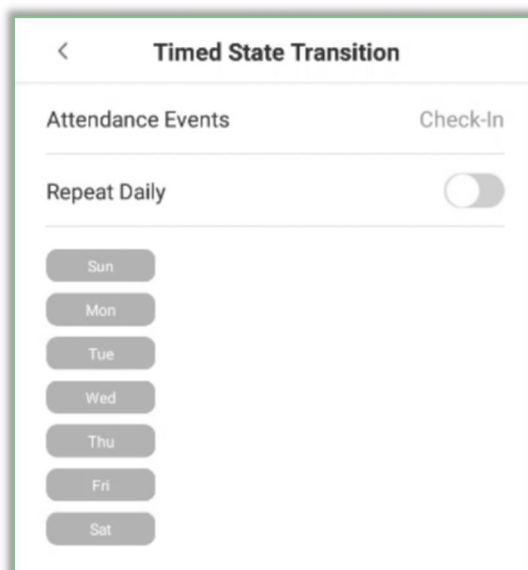 Timed State Transition
Attendance Events Check-In
Repeat Daily
Sun
Mon
Tue
Wed
Thu
Fri
Sat